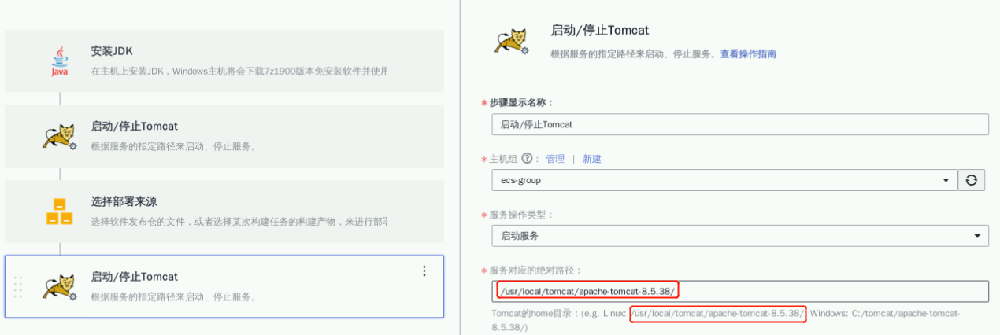 Java
安装JDK
在主机上安装JDK，Windows主机将会下载7z1900版本免安装软件并使用
启动/停止Tomcat
根据服务的指定路径来启动、停止服务。
选择部署来源
选择软件发布仓的文件，或者选择某次构建任务的构建产物，来进行部署
启动/停止Tomcat
根据服务的指定路径来启动、停止服务。
启动/停止Tomcat
根据服务的指定路径来启动、停止服务。查看操作指南
* 步骤显示名称：
启动/停止Tomcat
* 主机组 ? ： 管理 | 新建
ecs-group
* 服务操作类型：
启动服务
* 服务对应的绝对路径：
/usr/local/tomcat/apache-tomcat-8.5.38/
Tomcat的home目录：(e.g. Linux: /usr/local/tomcat/apache-tomcat-8.5.38/, Windows: C:/tomcat/apache-tomcat-
8.5.38/)